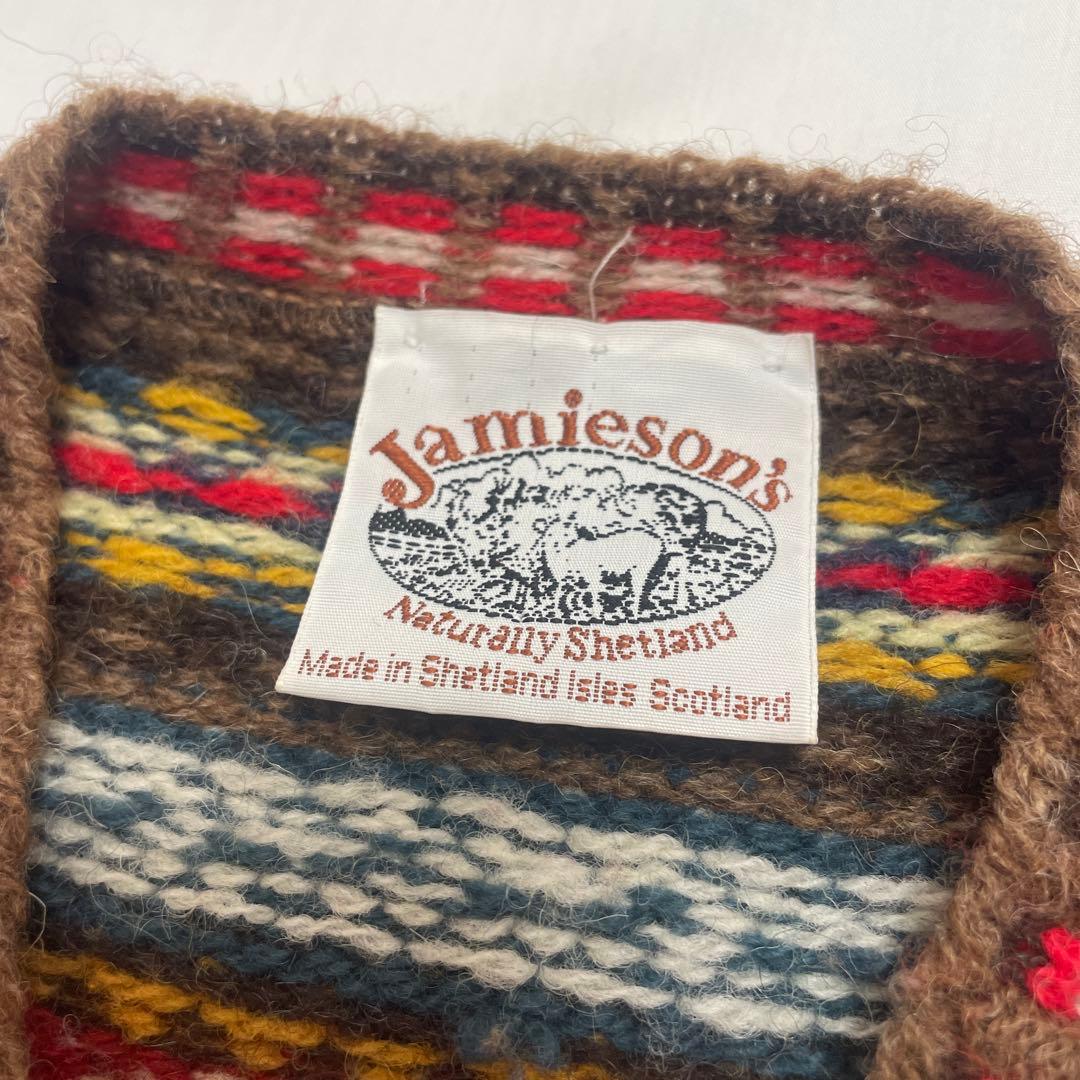 Jamieson's
Naturally Shetland
Made in Shetland Isles Scotland